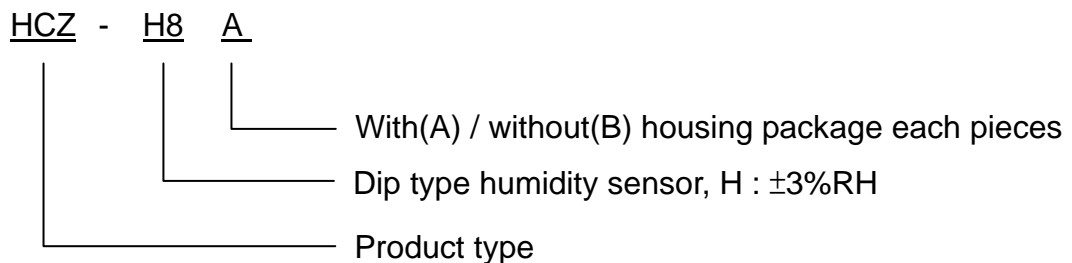 HCZ - H8 A
With(A) / without(B) housing package each pieces
Dip type humidity sensor, H : ±3%RH
Product type